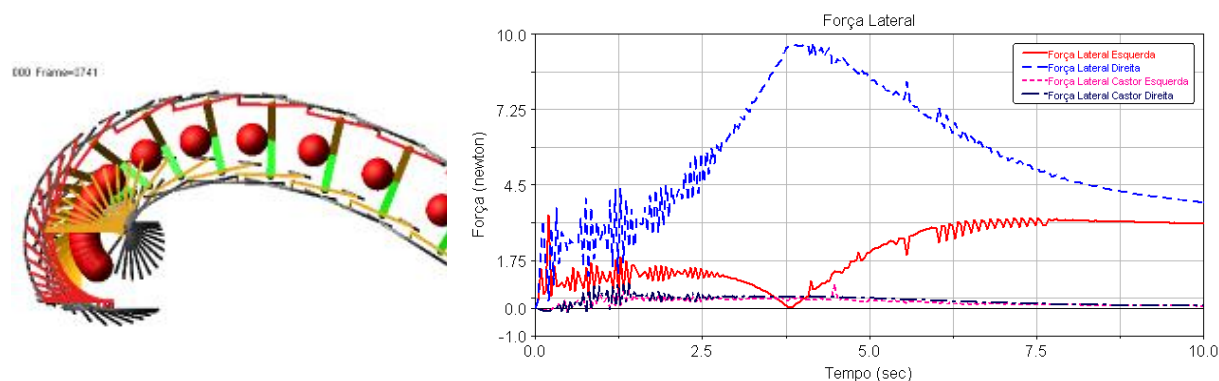 000 Frame=0741
Força Lateral
10.0
7.25
4.5
1.75
0.0
-1.0
Força (newton)
Força Lateral Esquerda
Força Lateral Direita
Força Lateral Castor Esquerda
Força Lateral Castor Direita
0.0 2.5 5.0 7.5 10.0
Tempo (sec)